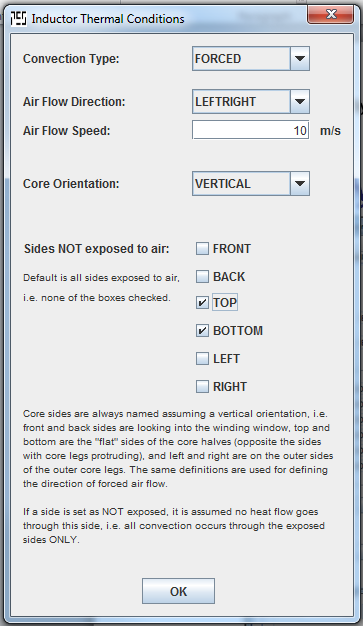 Inductor Thermal Conditions
Convection Type: FORCED
Air Flow Direction: LEFTRIGHT
Air Flow Speed: 10 m/s
Core Orientation: VERTICAL
Sides NOT exposed to air: FRONT
Default is all sides exposed to air, BACK
i.e. none of the boxes checked. TOP
BOTTOM
LEFT
RIGHT
Core sides are always named assuming a vertical orientation, i.e.
front and back sides are looking into the winding window, top and
bottom are the "flat" sides of the core halves (opposite the sides
with core legs protruding), and left and right are on the outer sides
of the outer core legs. The same definitions are used for defining
the direction of forced air flow.
If a side is set as NOT exposed, it is assumed no heat flow goes
through this side, i.e. all convection occurs through the exposed
sides ONLY.
OK